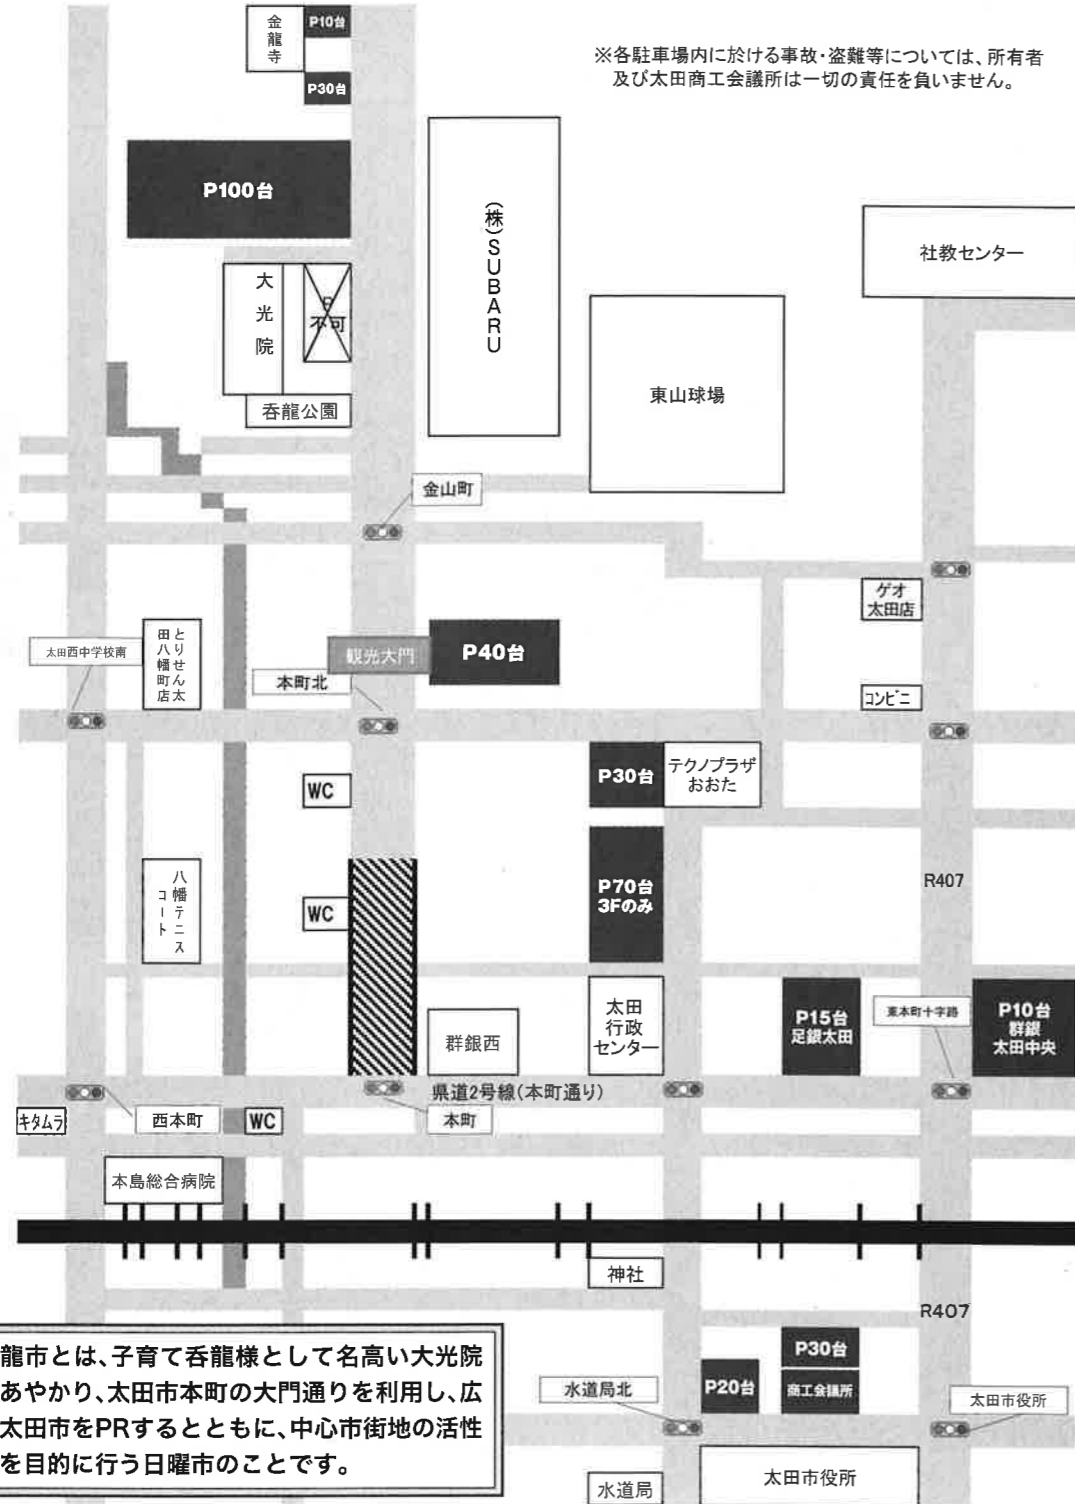 金龍寺
P10台
P30台
※各駐車場内に於ける事故・盗難等については、所有者
及び太田商工会議所は一切の責任を負いません。
P100台
(株)SUBARU
社教センター
大光院
P
不可
呑龍公園
東山球場
金山町
ゲオ
太田店
太田西中学校南
とりせん太
田八幡町店
観光大門
P40台
本町北
コンビニ
WC
P30台
テクノプラザ
おおた
八幡テニス
コート
WC
P70台
3Fのみ
R407
群銀西
太田
行政
センター
P15台
足銀太田
東本町十字路
P10台
群銀
太田中央
県道2号線(本町通り)
キタムラ
西本町
WC
本町
本島総合病院
神社
R407
龍市とは、子育て呑龍様として名高い大光院
あやかり、太田市本町の大門通りを利用し、広
太田市をPRするとともに、中心市街地の活性
を目的に行う日曜市のことです。
水道局北
P20台
P30台
商工会議所
太田市役所
水道局
太田市役所